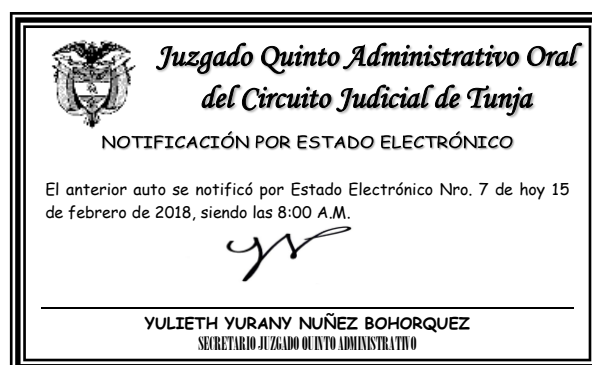 Juzgado Quinto Administrativo Oral
del Circuito Judicial de Tunja
NOTIFICACIÓN POR ESTADO ELECTRÓNICO
El anterior auto se notificó por Estado Electrónico Nro. 7 de hoy 15
de febrero de 2018, siendo las 8:00 A.M.
YULIETH YURANY NUÑEZ BOHORQUEZ
SECRETARIO JUZGADO QUINTO ADMINISTRATIVO